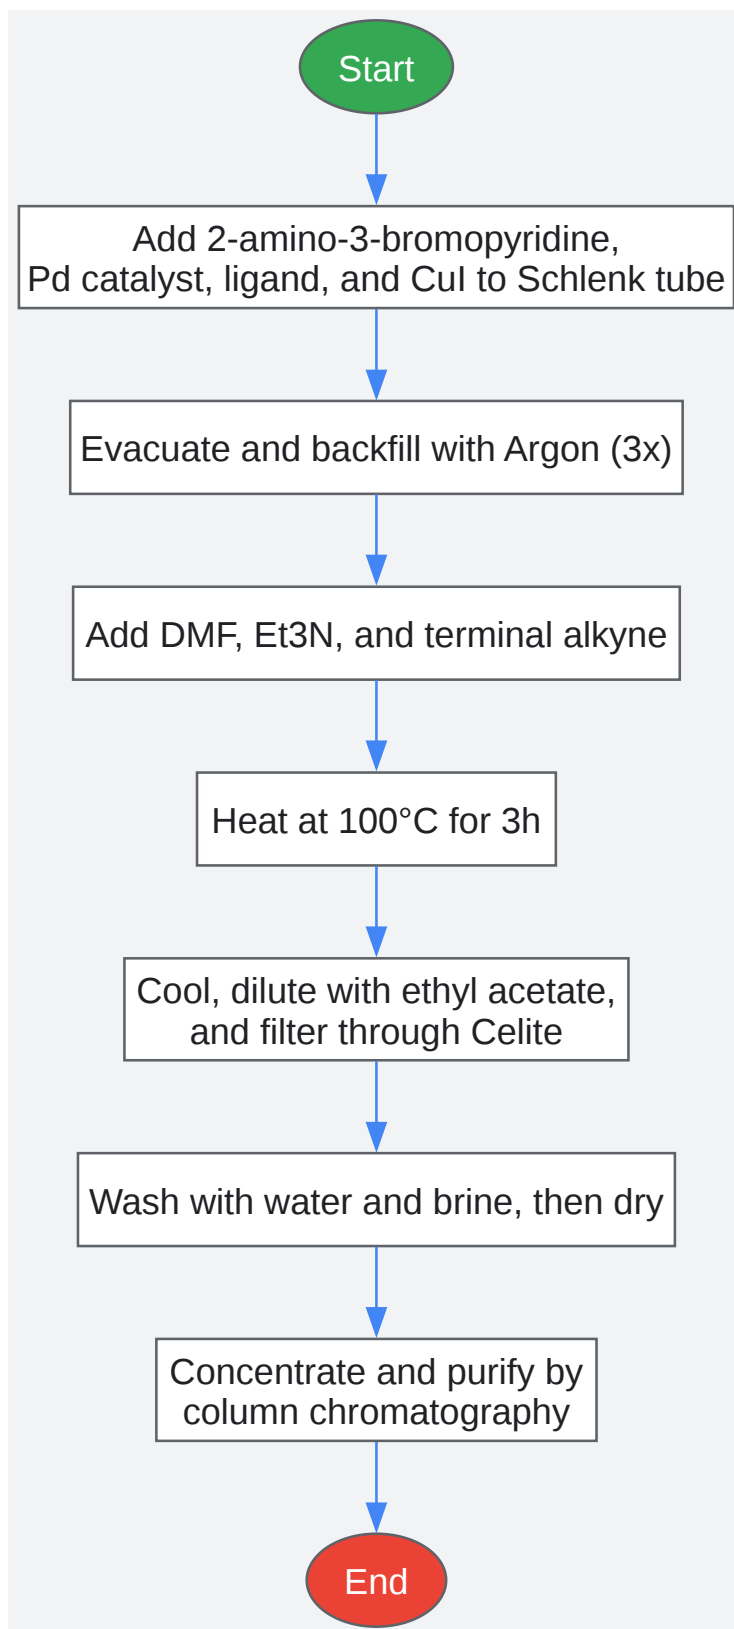 Start
Add 2-amino-3-bromopyridine,
Pd catalyst, ligand, and CuI to Schlenk tube
Evacuate and backfill with Argon (3x)
Add DMF, Et3N, and terminal alkyne
Heat at 100°C for 3h
Cool, dilute with ethyl acetate,
and filter through Celite
Wash with water and brine, then dry
Concentrate and purify by
column chromatography
End